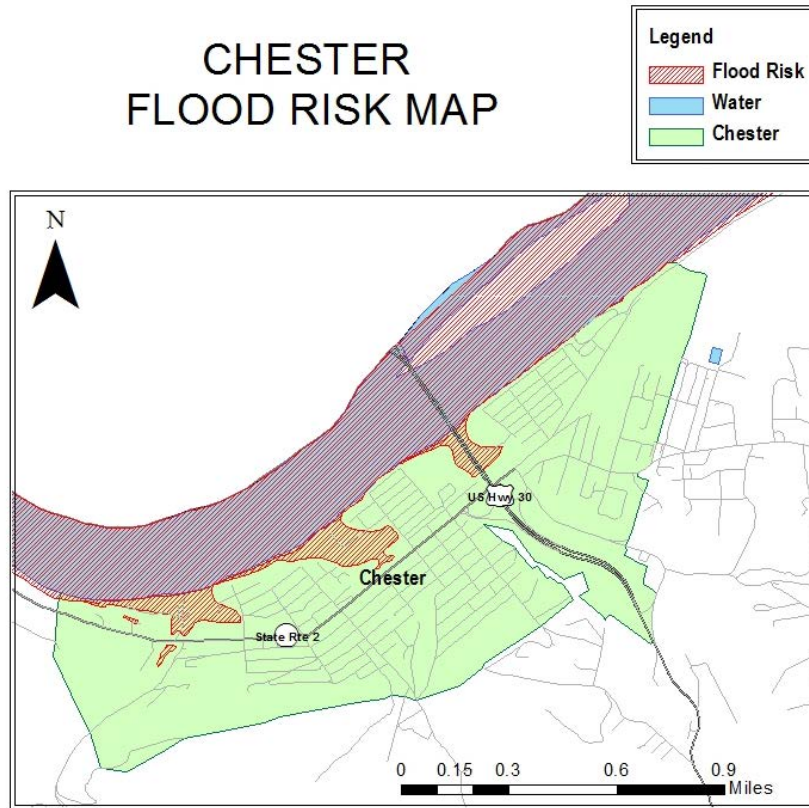 CHESTER
FLOOD RISK MAP
Legend
Flood Risk
Water
Chester
N
US Hwy 30
Chester
State Rte 2
0 0.15 0.3 0.6 0.9
Miles